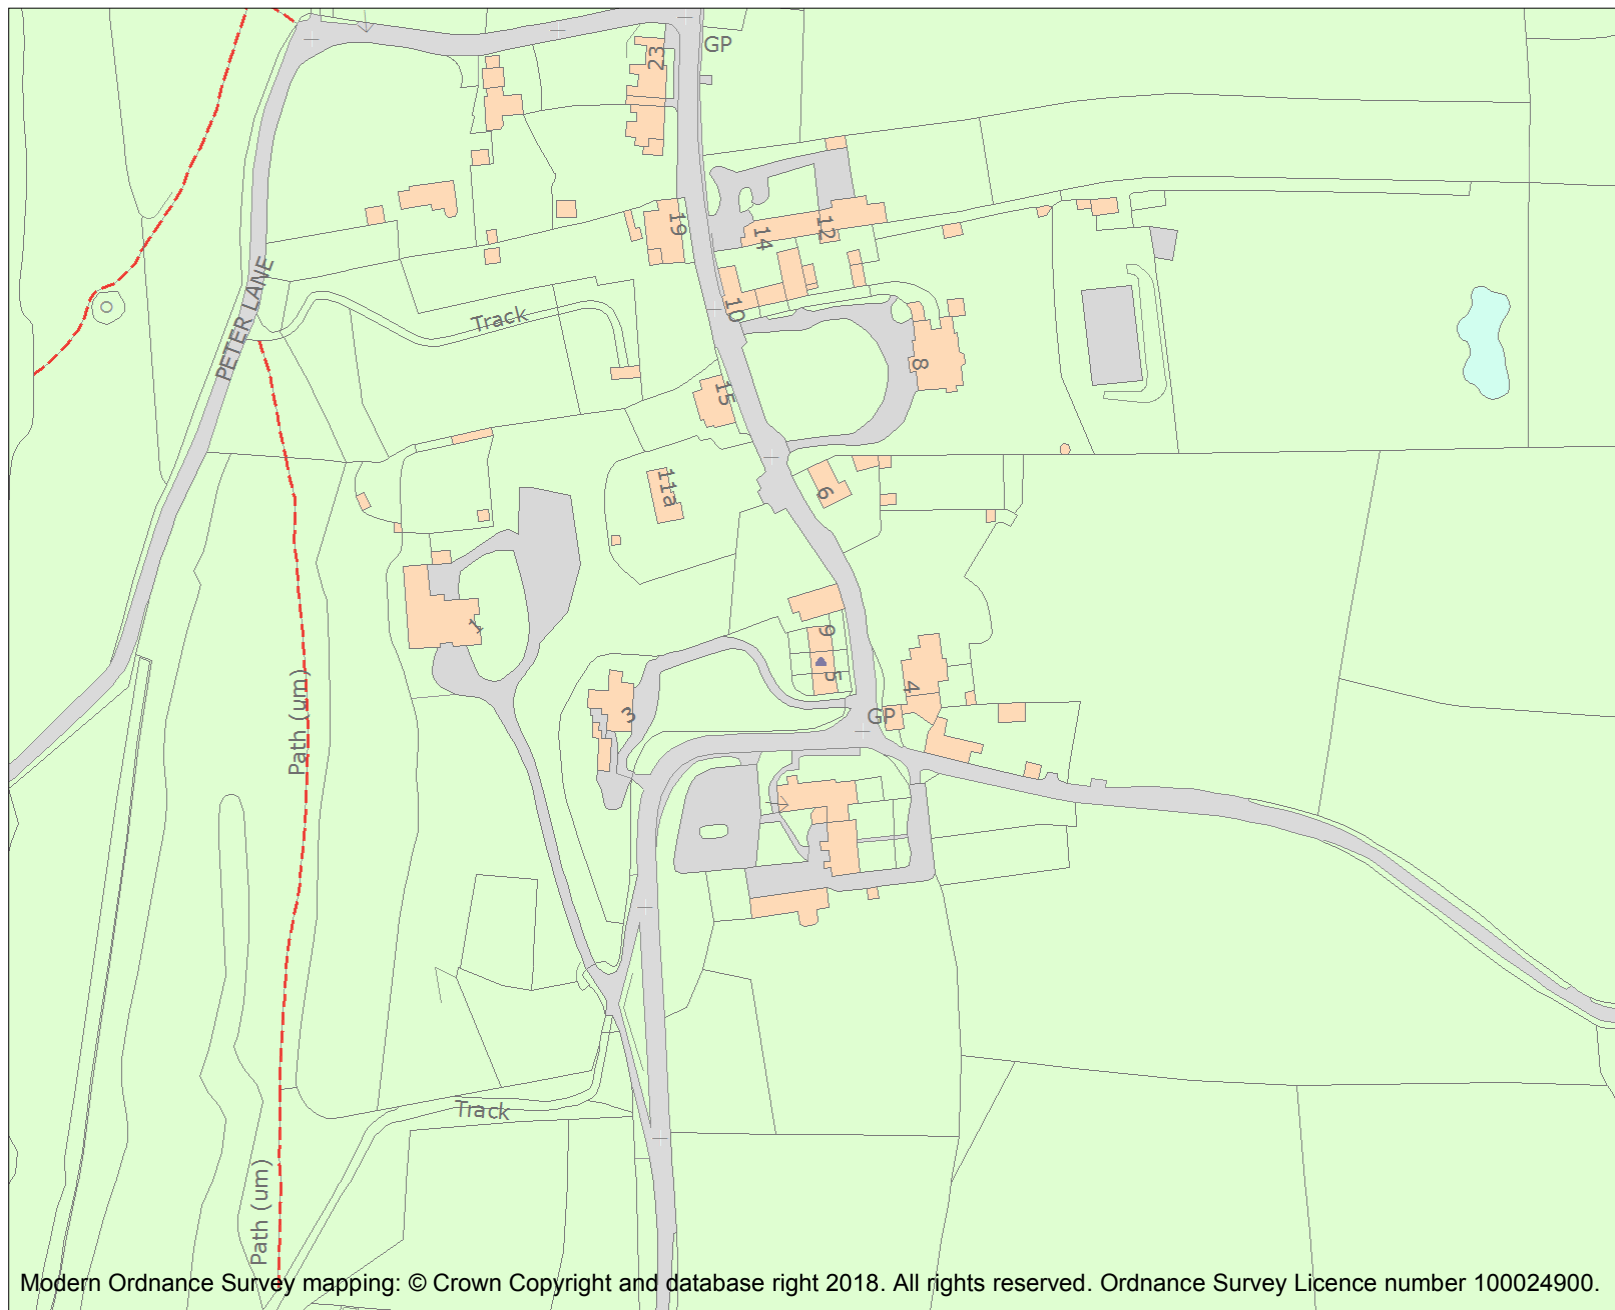 GP
23
19
12
14
PETER LANE
10
Track
8
15
11a
6
1
9
5
4
3
GP
Path (um)
Track
Path (um)
Modern Ordnance Survey mapping: © Crown Copyright and database right 2018. All rights reserved. Ordnance Survey Licence number 100024900.